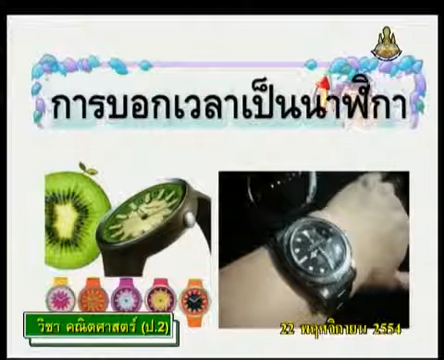 การบอกเวลาเป็นนาฬิกา
วิชา คณิตศาสตร์ (ป.2)
22 พฤศจิกายน 2554